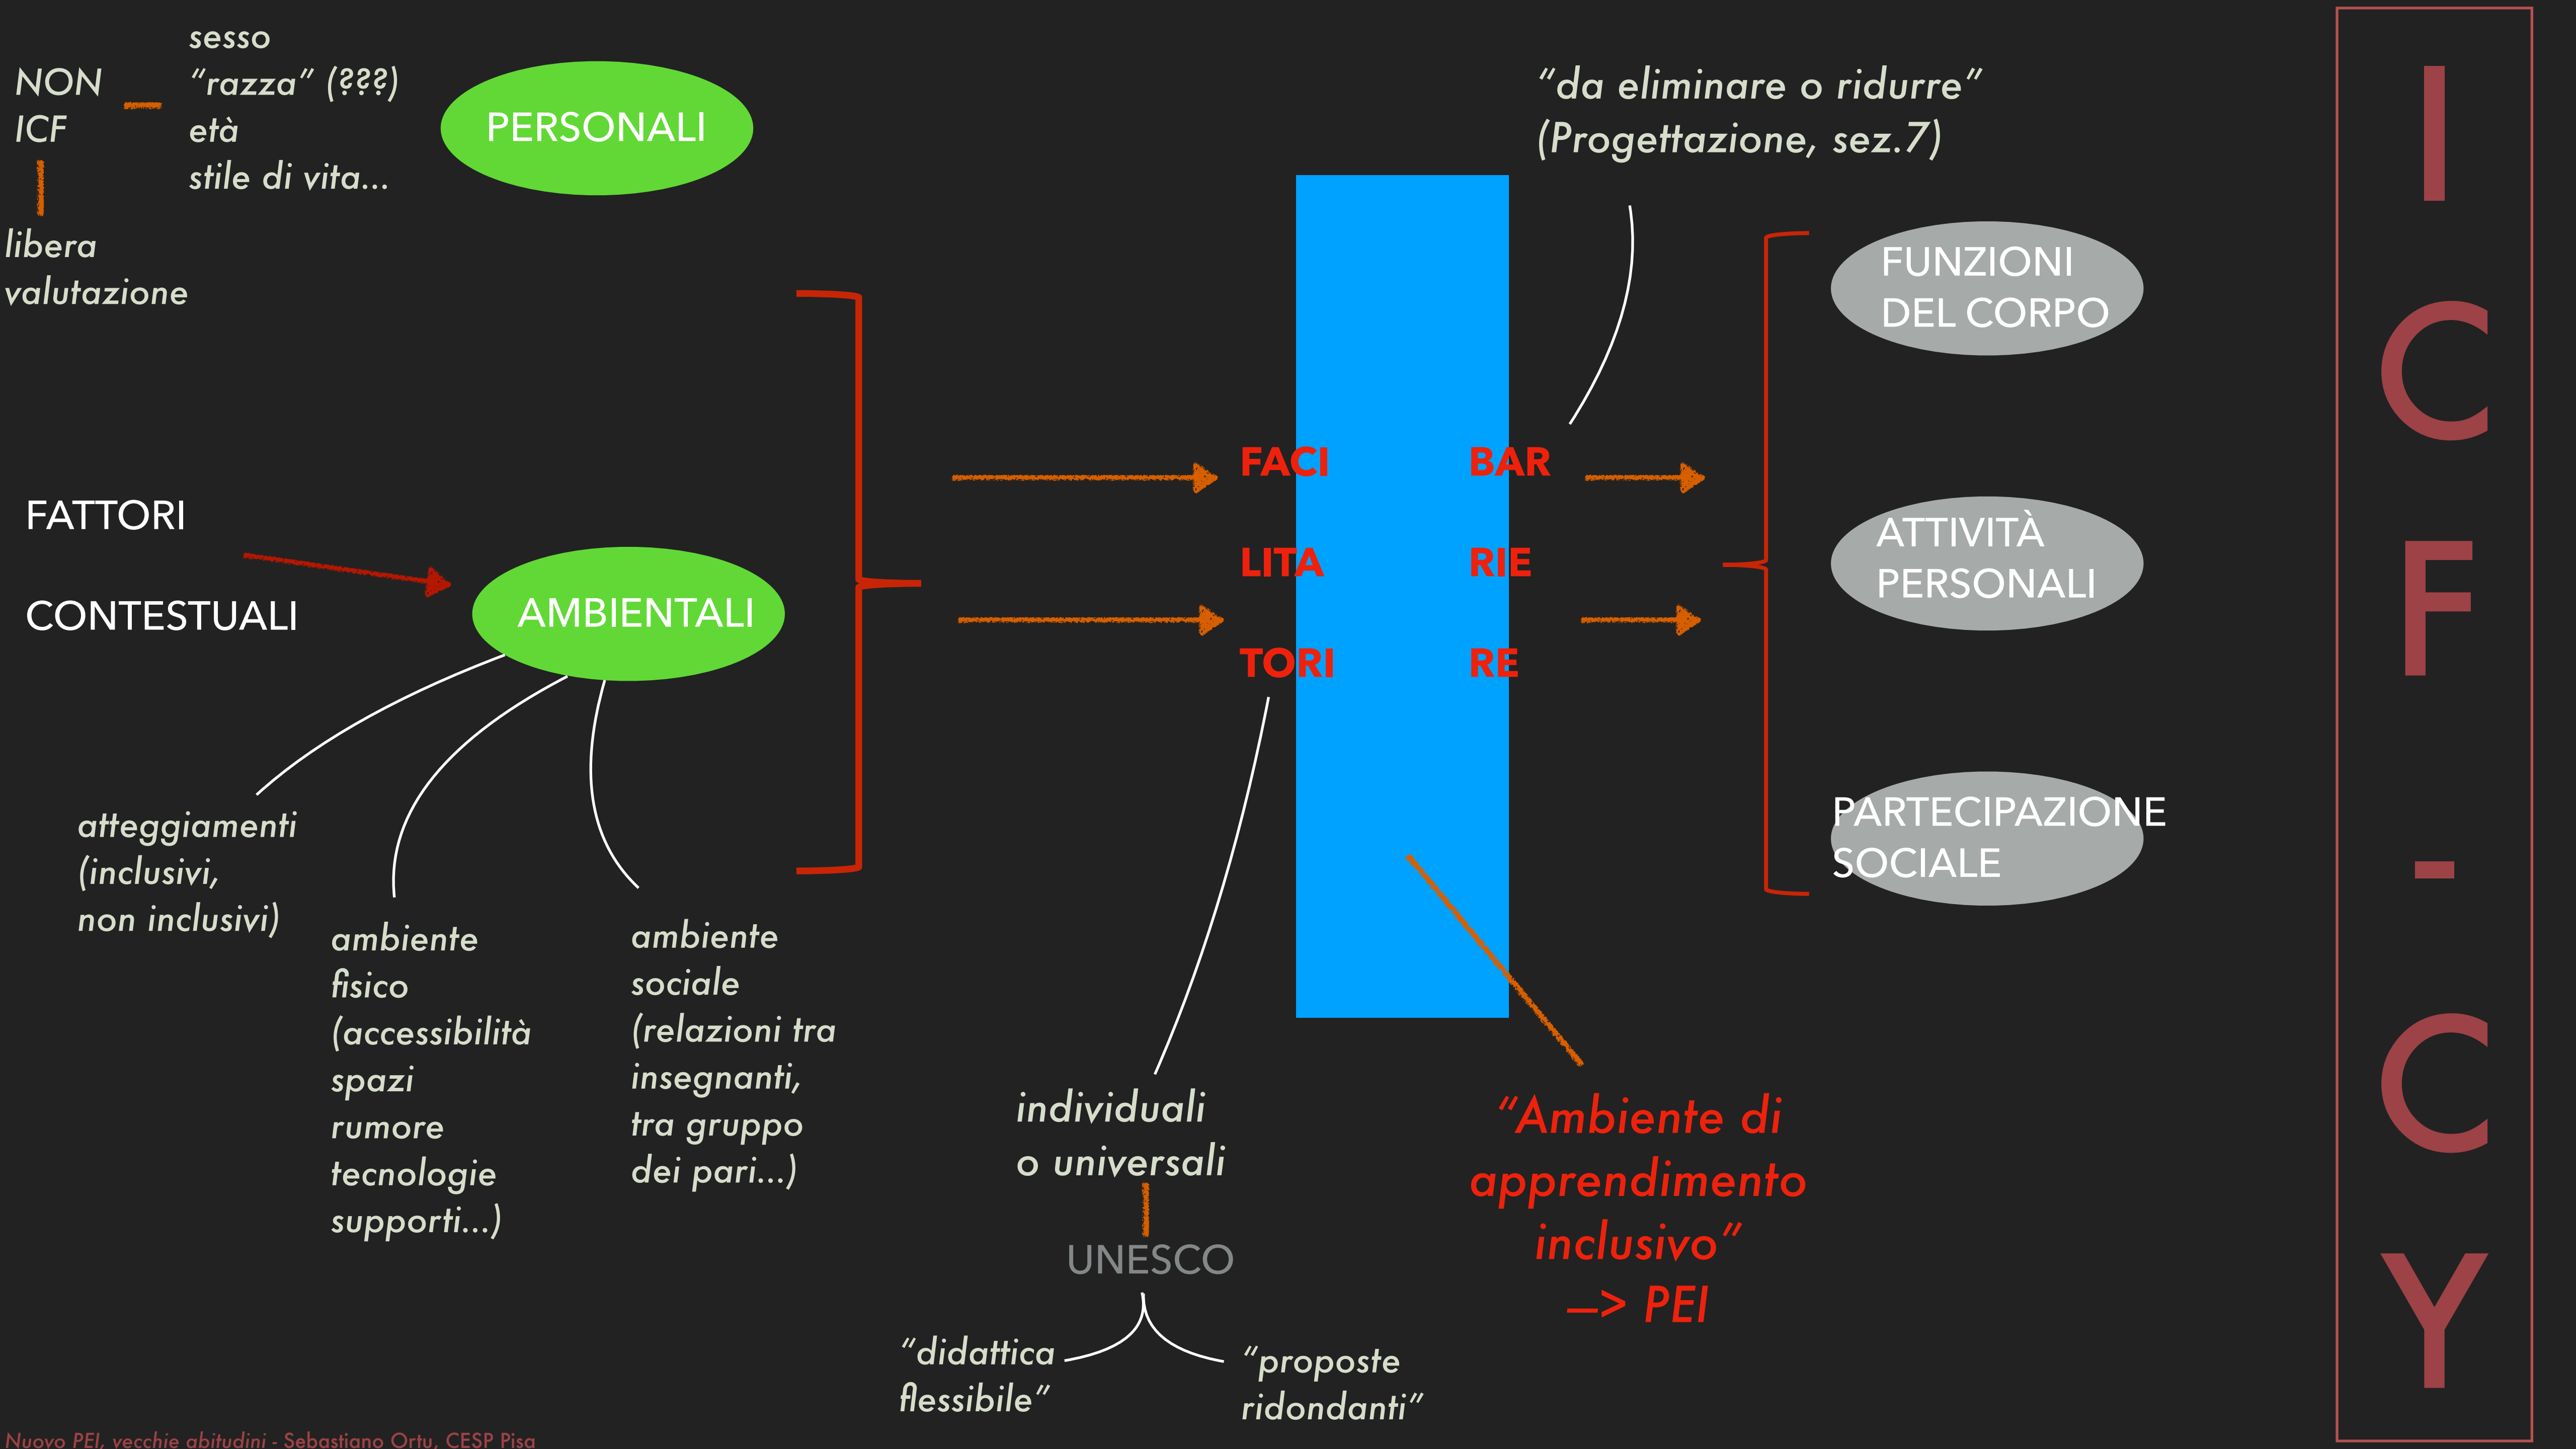 NON
ICF
sesso
“razza” (???)
età
stile di vita...
libera
valutazione
PERSONALI
FATTORI
CONTESTUALI
AMBIENTALI
atteggiamenti
(inclusivi,
non inclusivi)
ambiente
fisico
(accessibilità
spazi
rumore
tecnologie
supporti...)
ambiente
sociale
(relazioni tra
insegnanti,
tra gruppo
dei pari...)
FACI
LITA
TORI
BAR
RIE
RE
“da eliminare o ridurre”
(Progettazione, sez.7)
individuali
o universali
UNESCO
“didattica
flessibile”
“proposte
ridondanti”
“Ambiente di
apprendimento
inclusivo”
—> PEI
FUNZIONI
DEL CORPO
ATTIVITÀ
PERSONALI
PARTECIPAZIONE
SOCIALE
I
C
F
-
C
Y
Nuovo PEI, vecchie abitudini - Sebastiano Ortu, CESP Pisa